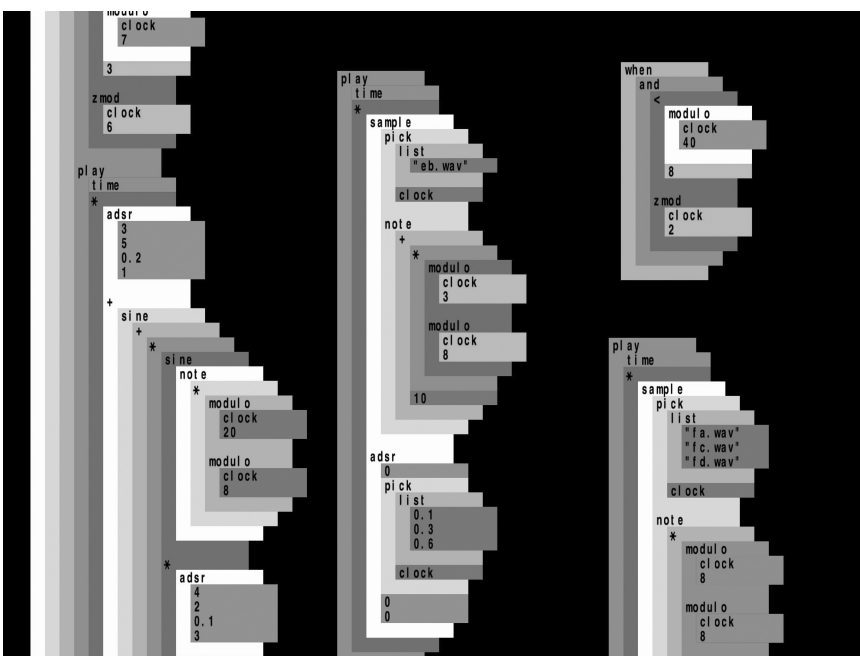 modulo
clock
7
3
zmod
clock
6
play
time
*
adsr
3
5
0.2
1
+
sine
+
*
sine
note
*
modulo
clock
20
modulo
clock
8
*
adsr
4
2
0.1
3
play
time
*
sample
pick
list
"eb.wav"
clock
note
+
*
modulo
clock
3
modulo
clock
8
10
adsr
0
pick
list
0.1
0.3
0.6
clock
0
0
when
and
<
modulo
clock
40
8
zmod
clock
2
play
time
*
sample
pick
list
"fa.wav"
"fc.wav"
"fd.wav"
clock
note
*
modulo
clock
8
modulo
clock
8